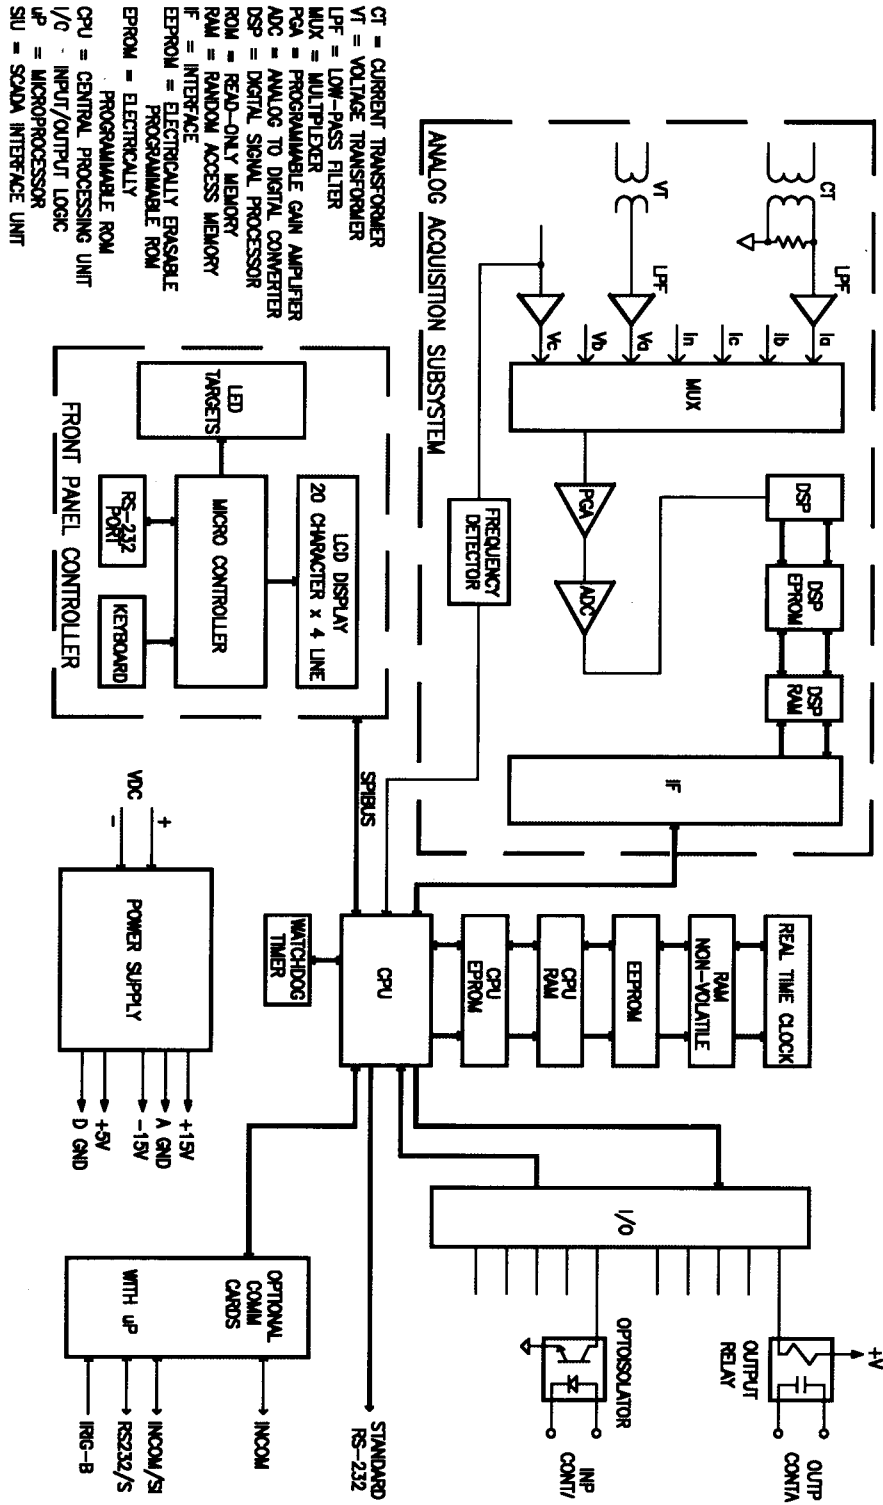 ANALOG ACQUISITION SUBSYSTEM
CT
VT
LPF
LPF
Ia
Ib
Ic
In
Va
Vb
Vc
MUX
PGA
ADC
DSP
DSP
EPROM
DSP
RAM
IF
FREQUENCY
DETECTOR
REAL TIME CLOCK
RAM
NON-VOLATILE
EEPROM
CPU
RAM
CPU
EPROM
CPU
WATCHDOG
TIMER
SPIBUS
I/O
+V
OUTPUT
RELAY
OUTP
CONTA
OPTOISOLATOR
INP
CONT/
STANDARD
RS-232
LED
TARGETS
LCD DISPLAY
20 CHARACTER x 4 LINE
MICRO CONTROLLER
RS-232
PORT
KEYBOARD
FRONT PANEL CONTROLLER
VDC
+
-
POWER SUPPLY
+15V
A GND
-15V
+5V
D GND
OPTIONAL
COMM
CARDS
WITH uP
INCOM
INCOM/SI
RS232/S
IRIG-B
CT = CURRENT TRANSFORMER
VT = VOLTAGE TRANSFORMER
LPF = LOW-PASS FILTER
MUX = MULTIPLEXER
PGA = PROGRAMMABLE GAIN AMPLIFIER
ADC = ANALOG TO DIGITAL CONVERTER
DSP = DIGITAL SIGNAL PROCESSOR
ROM = READ-ONLY MEMORY
RAM = RANDOM ACCESS MEMORY
IF = INTERFACE
EEPROM = ELECTRICALLY ERASABLE
PROGRAMMABLE ROM
EPROM = ELECTRICALLY
PROGRAMMABLE ROM
CPU = CENTRAL PROCESSING UNIT
I/O - INPUT/OUTPUT LOGIC
uP = MICROPROCESSOR
SIU = SCADA INTERFACE UNIT